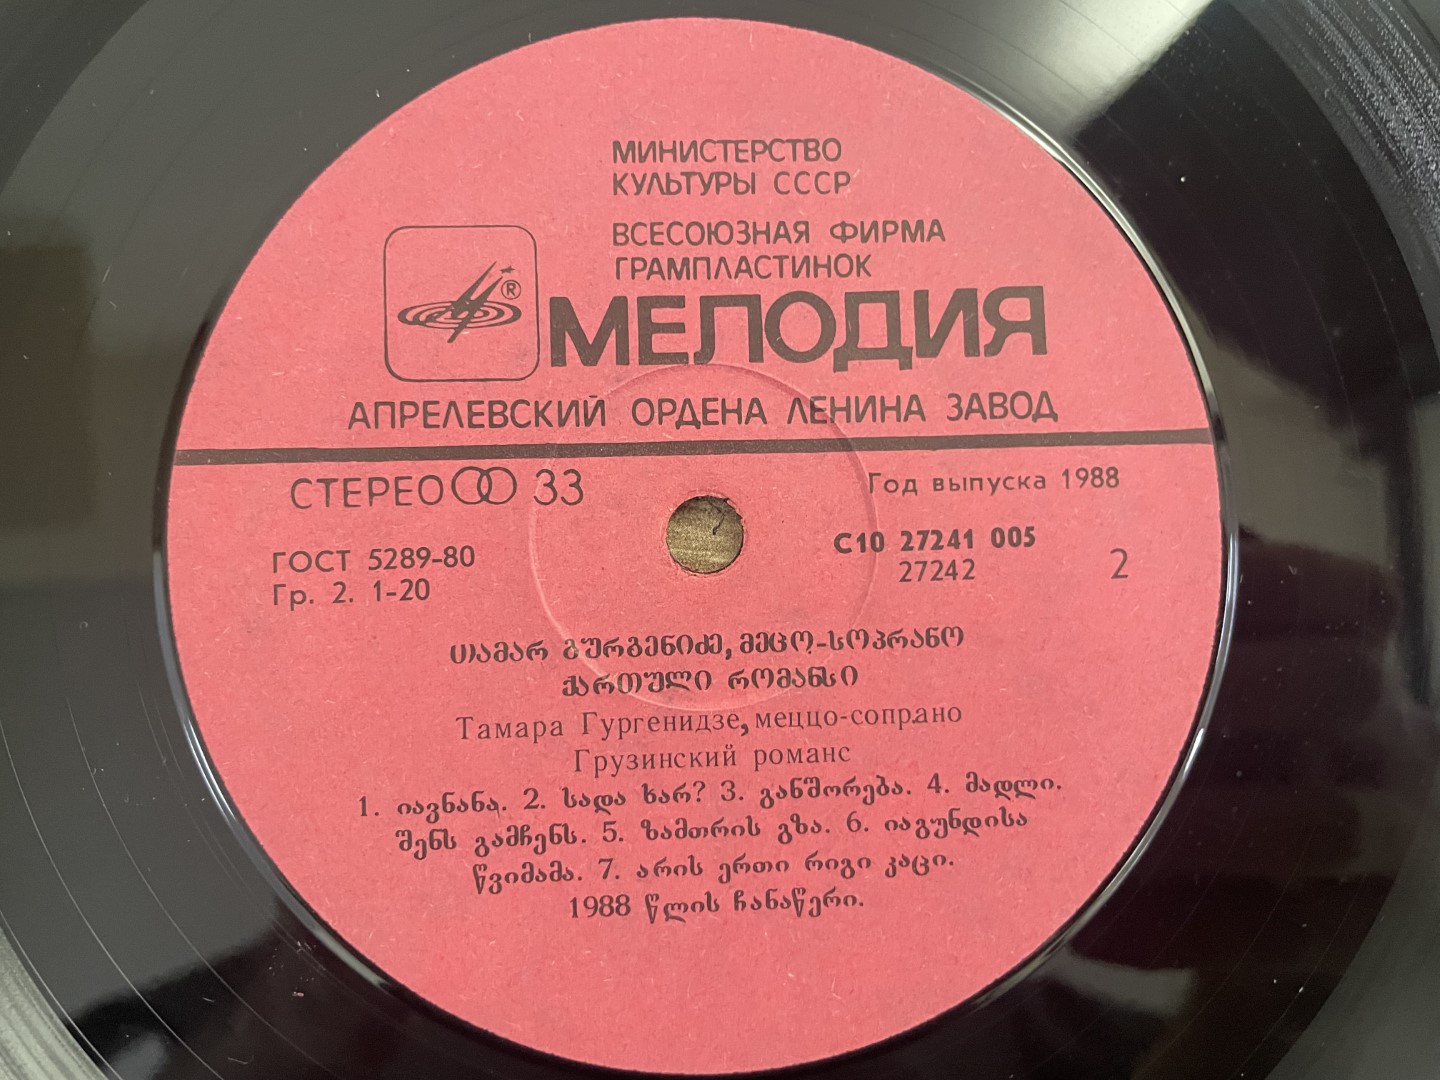 МИНИСТЕРСТВО
КУЛЬТУРЫ СССР
ВСЕСОЮЗНАЯ ФИРМА
ГРАМПЛАСТИНОК
®
МЕЛОДИЯ
АПРЕЛЕВСКИЙ ОРДЕНА ЛЕНИНА ЗАВОД
СТЕРЕО 33
Год выпуска 1988
ГОСТ 5289-80
Гр. 2. 1-20
С10 27241 005
27242
2
თამარ გურგენიძე, მეცო-სოპრანო
ქართული რომანსი
Тамара Гургенидзе, меццо-сопрано
Грузинский романс
1. იავნანა. 2. სადა ხარ? 3. განშორება. 4. მადლი.
შენს გამჩენს. 5. ზამთრის გზა. 6. იაგუნდისა
წვიმამა. 7. არის ერთი რიგი კაცი.
1988 წლის ჩანაწერი.